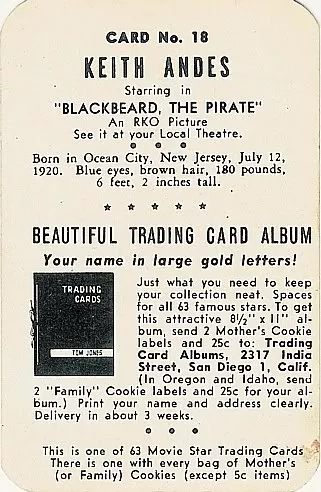 CARD No. 18
KEITH ANDES
Starring in
"BLACKBEARD, THE PIRATE"
An RKO Picture
See it at your Local Theatre.
Born in Ocean City, New Jersey, July 12,
1920. Blue eyes, brown hair, 180 pounds,
6 feet, 2 inches tall.
BEAUTIFUL TRADING CARD ALBUM
Your name in large gold letters!
TRADING
CARDS
TOM JONES
Just what you need to keep
your collection neat. Spaces
for all 63 famous stars. To get
this attractive 8½" x 11" al-
bum, send 2 Mother's Cookie
labels and 25c to: Trading
Card Albums, 2317 India
Street, San Diego 1, Calif.
(In Oregon and Idaho, send
2 "Family" Cookie labels and 25c for your al-
bum.) Print your name and address clearly.
Delivery in about 3 weeks.
This is one of 63 Movie Star Trading Cards
There is one with every bag of Mother's
(or Family) Cookies (except 5c items)